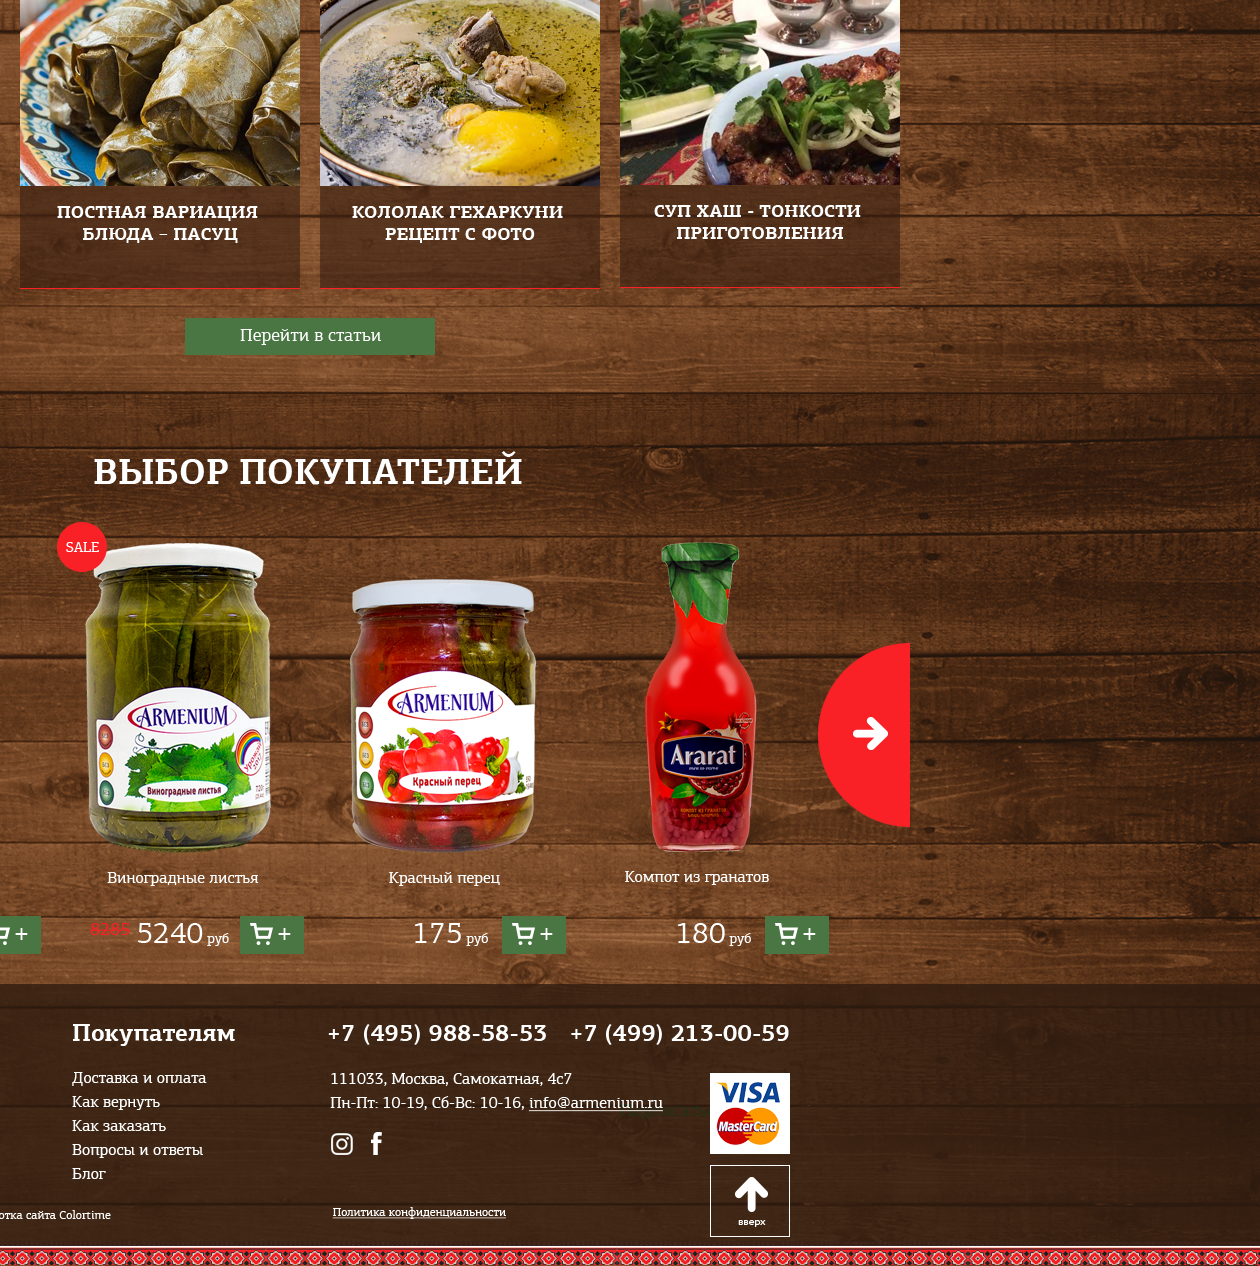 ПОСТНАЯ ВАРИАЦИЯ
БЛЮДА – ПАСУЦ
КОЛОЛАК ГЕХАРКУНИ
РЕЦЕПТ С ФОТО
СУП ХАШ - ТОНКОСТИ
ПРИГОТОВЛЕНИЯ
Перейти в статьи
ВЫБОР ПОКУПАТЕЛЕЙ
SALE
ARMENIUM
Виноградные листья
ARMENIUM
Красный перец
Ararat
КОМПОТ ИЗ ГРАНАТОВ
Виноградные листья
Красный перец
Компот из гранатов
+
5240 руб
+
175 руб
+
180 руб
+
Покупателям
Доставка и оплата
Как вернуть
Как заказать
Вопросы и ответы
Блог
+7 (495) 988-58-53 +7 (499) 213-00-59
111033, Москва, Самокатная, 4с7
Пн-Пт: 10-19, Сб-Вс: 10-16, info@armenium.ru
VISA
MasterCard
вверх
сайта Colortime
Политика конфиденциальности